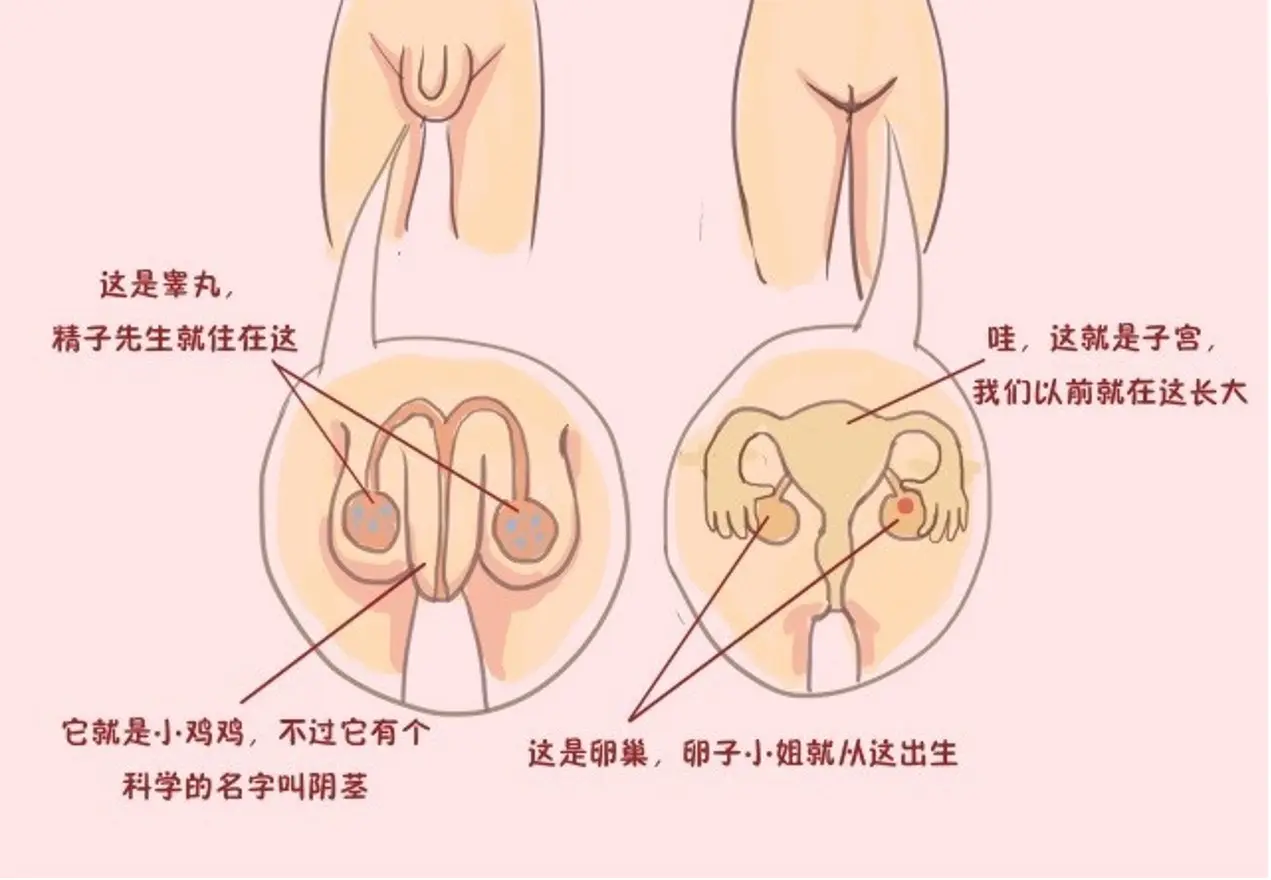 这是睾丸，
精子先生就住在这
哇，这就是子宫，
我们以前就在这长大
它就是小鸡鸡，不过它有个
科学的名字叫阴茎
这是卵巢，卵子小姐就从这出生